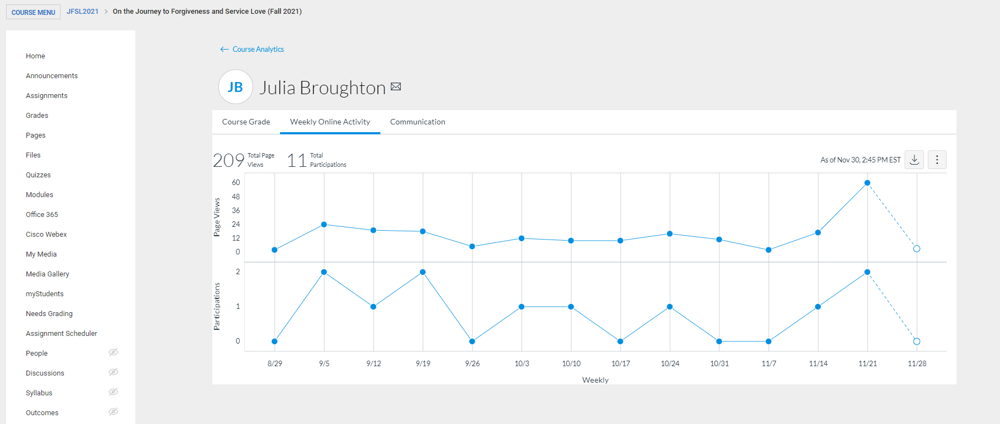 COURSE MENU JFSL2021 > On the Journey to Forgiveness and Service Love (Fall 2021)
Home
Announcements
Assignments
Grades
Pages
Files
Quizzes
Modules
Office 365
Cisco Webex
My Media
Media Gallery
myStudents
Needs Grading
Assignment Scheduler
People
Discussions
Syllabus
Outcomes
← Course Analytics
JB Julia Broughton
Course Grade Weekly Online Activity Communication
209 Total Page Views 11 Total Participations
As of Nov 30, 2:45 PM EST
Page Views
60
48
36
24
12
0
Participations
2
1
0
8/29 9/5 9/12 9/19 9/26 10/3 10/10 10/17 10/24 10/31 11/7 11/14 11/21 11/28
Weekly